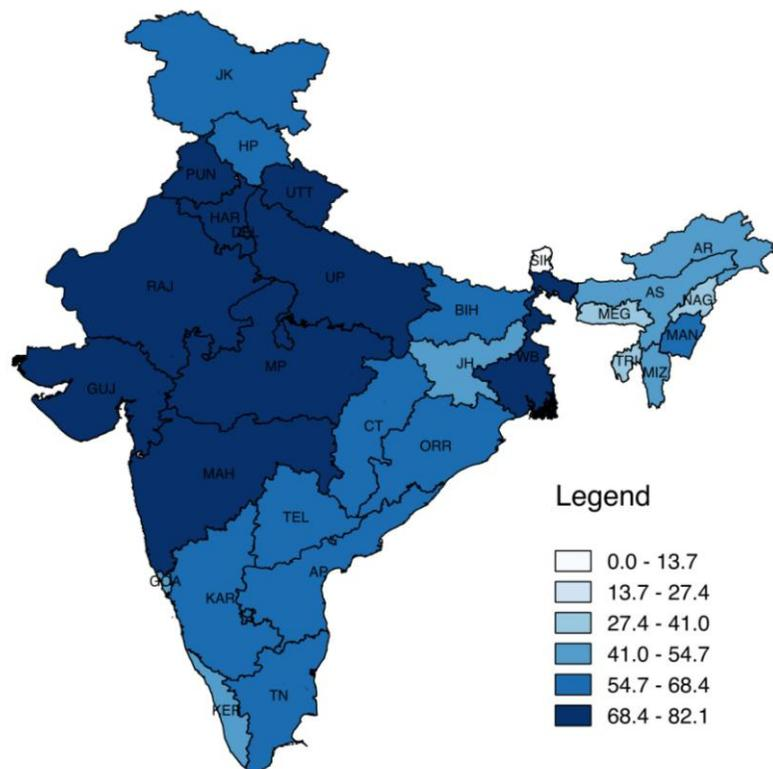 JK
HP
PUN
UTT
HAR
DEL
RAJ
UP
SIK
AR
AS
BIH
MEG
NAG
MAN
GUJ
MP
JH
WB
TRI
MIZ
CT
ORR
MAH
TEL
AP
GOA
KAR
KER
TN
Legend
0.0 - 13.7
13.7 - 27.4
27.4 - 41.0
41.0 - 54.7
54.7 - 68.4
68.4 - 82.1